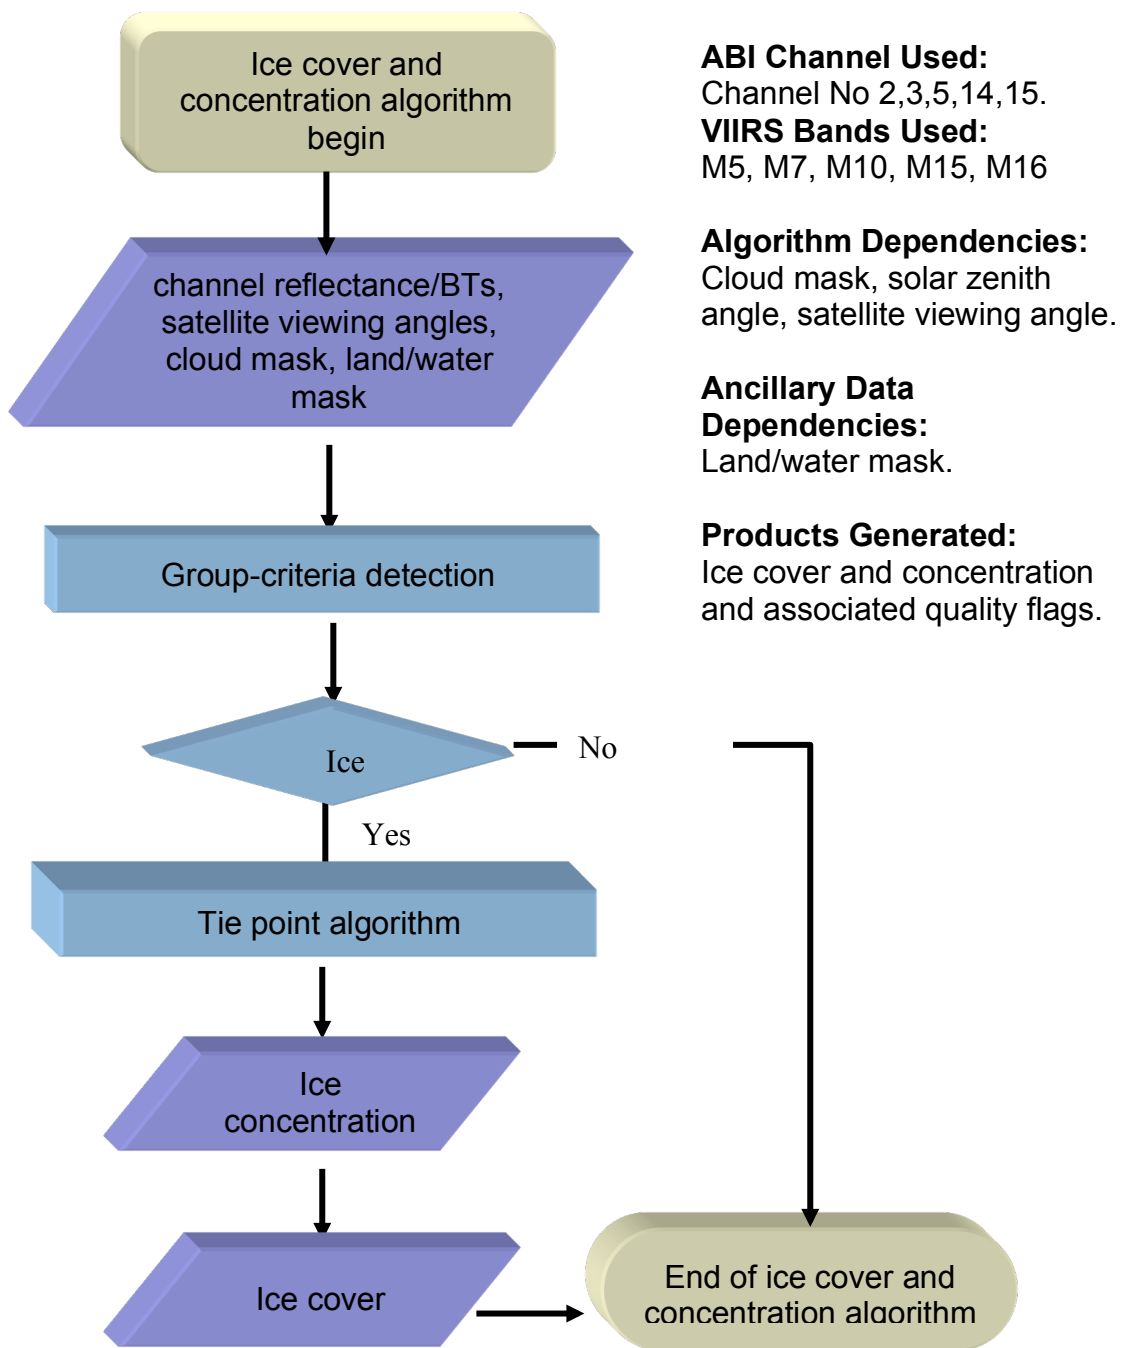 Ice cover and
concentration algorithm
begin
channel reflectance/BTs,
satellite viewing angles,
cloud mask, land/water
mask
Group-criteria detection
Ice
No
Yes
Tie point algorithm
Ice
concentration
Ice cover
End of ice cover and
concentration algorithm
ABI Channel Used:
Channel No 2,3,5,14,15.
VIIRS Bands Used:
M5, M7, M10, M15, M16
Algorithm Dependencies:
Cloud mask, solar zenith
angle, satellite viewing angle.
Ancillary Data
Dependencies:
Land/water mask.
Products Generated:
Ice cover and concentration
and associated quality flags.